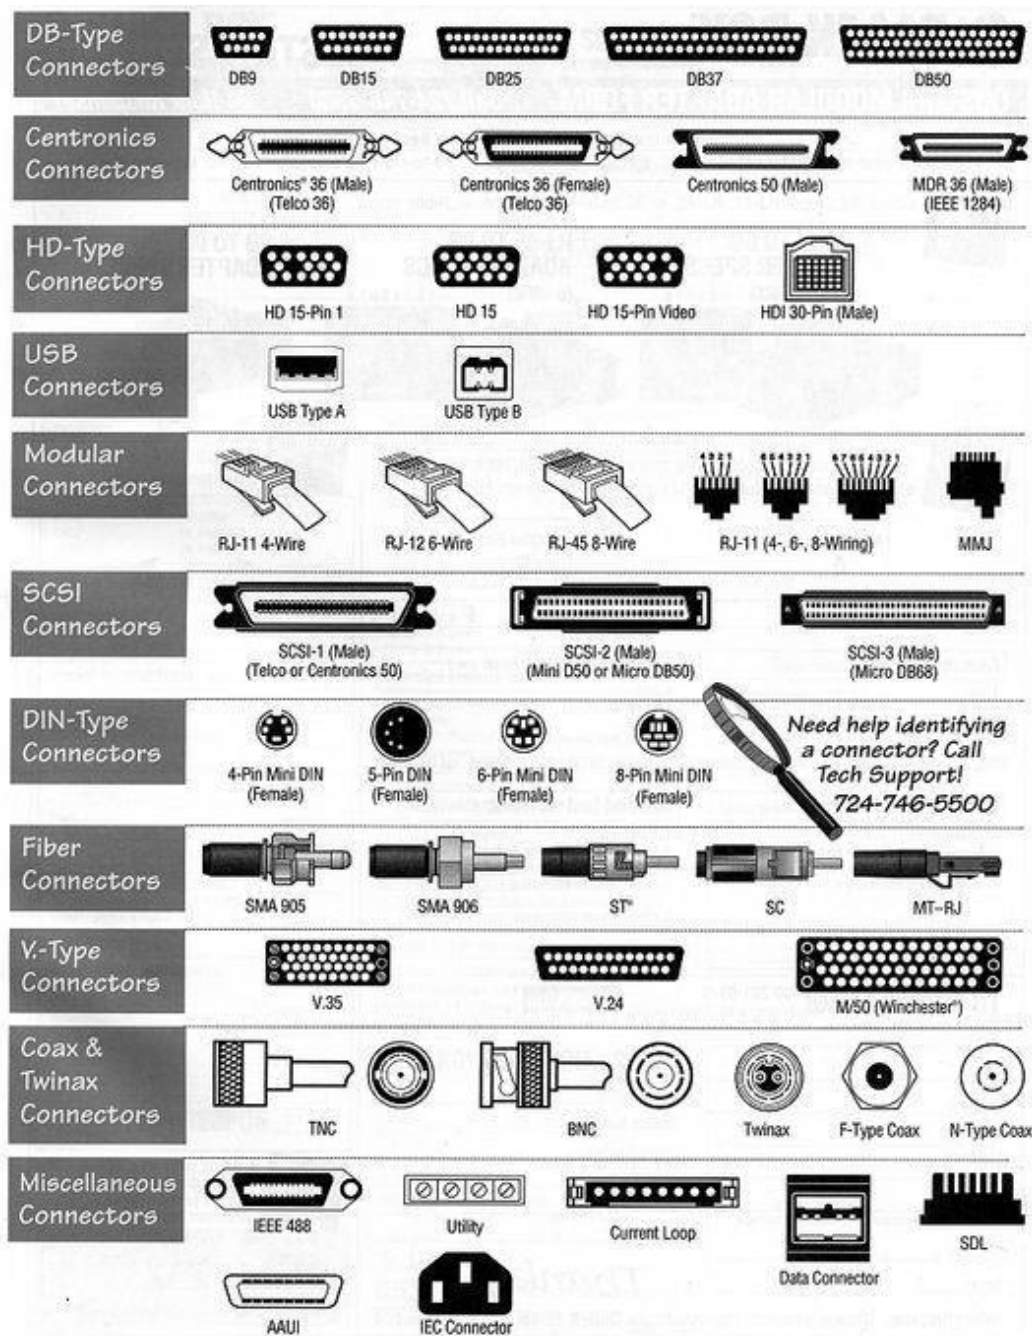 DB-Type
Connectors
DB9
DB15
DB25
DB37
DB50
Centronics
Connectors
Centronics® 36 (Male)
(Telco 36)
Centronics 36 (Female)
(Telco 36)
Centronics 50 (Male)
MDR 36 (Male)
(IEEE 1284)
HD-Type
Connectors
HD 15-Pin 1
HD 15
HD 15-Pin Video
HDI 30-Pin (Male)
USB
Connectors
USB Type A
USB Type B
Modular
Connectors
RJ-11 4-Wire
RJ-12 6-Wire
RJ-45 8-Wire
RJ-11 (4-, 6-, 8-Wiring)
MMJ
SCSI
Connectors
SCSI-1 (Male)
(Telco or Centronics 50)
SCSI-2 (Male)
(Mini D50 or Micro DB50)
SCSI-3 (Male)
(Micro DB68)
DIN-Type
Connectors
4-Pin Mini DIN
(Female)
5-Pin DIN
(Female)
6-Pin Mini DIN
(Female)
8-Pin Mini DIN
(Female)
Need help identifying
a connector? Call
Tech Support!
724-746-5500
Fiber
Connectors
SMA 905
SMA 906
ST®
SC
MT-RJ
V.-Type
Connectors
V.35
V.24
M/50 (Winchester®)
Coax &
Twinax
Connectors
TNC
BNC
Twinax
F-Type Coax
N-Type Coax
Miscellaneous
Connectors
IEEE 488
Utility
Current Loop
Data Connector
SDL
AAUI
IEC Connector